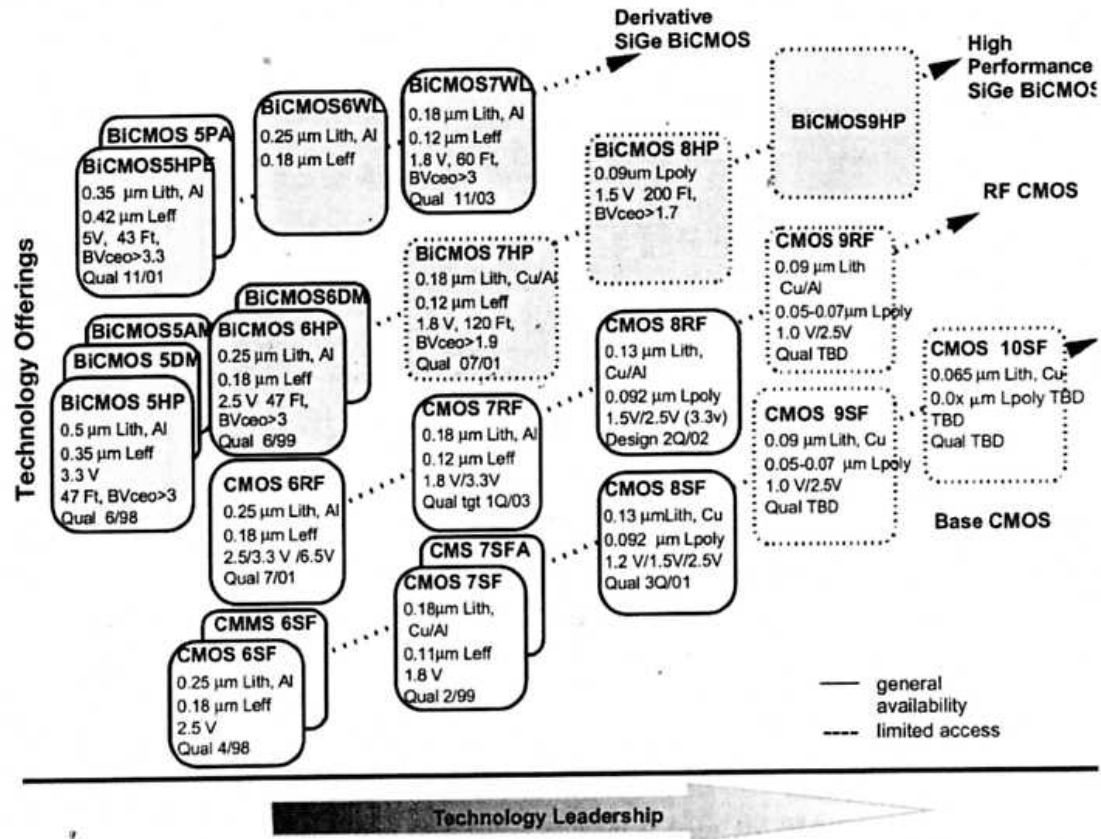 Derivative
SiGe BiCMOS
High
Performance
SiGe BiCMOS
RF CMOS
Base CMOS
Technology Offerings
BiCMOS 5PA
BiCMOS5HPE
0.35 µm Lith, Al
0.42 µm Leff
5V, 43 Ft,
BVceo>3.3
Qual 11/01
BiCMOS6WL
0.25 µm Lith, Al
0.18 µm Leff
BiCMOS7WL
0.18 µm Lith, Al
0.12 µm Leff
1.8 V, 60 Ft,
BVceo>3
Qual 11/03
BiCMOS5AM
BiCMOS 5DM
BiCMOS 5HP
0.5 µm Lith, Al
0.35 µm Leff
3.3 V
47 Ft, BVceo>3
Qual 6/98
BiCMOS6DM
BiCMOS 6HP
0.25 µm Lith, Al
0.18 µm Leff
2.5 V 47 Ft,
BVceo>3
Qual 6/99
BiCMOS 7HP
0.18 µm Lith, Cu/Al
0.12 µm Leff
1.8 V, 120 Ft,
BVceo>1.9
Qual 07/01
BiCMOS 8HP
0.09um Lpoly
1.5 V 200 Ft,
BVceo>1.7
BiCMOS9HP
CMOS 6RF
0.25 µm Lith, Al
0.18 µm Leff
2.5/3.3 V /6.5V
Qual 7/01
CMOS 7RF
0.18 µm Lith, Al
0.12 µm Leff
1.8 V/3.3V
Qual tgt 1Q/03
CMOS 8RF
0.13 µm Lith,
Cu/Al
0.092 µm Lpoly
1.5V/2.5V (3.3v)
Design 2Q/02
CMOS 9RF
0.09 µm Lith
Cu/Al
0.05-0.07µm Lpoly
1.0 V/2.5V
Qual TBD
CMMS 6SF
CMOS 6SF
0.25 µm Lith, Al
0.18 µm Leff
2.5 V
Qual 4/98
CMS 7SFA
CMOS 7SF
0.18µm Lith,
Cu/Al
0.11µm Leff
1.8 V
Qual 2/99
CMOS 8SF
0.13 µmLith, Cu
0.092 µm Lpoly
1.2 V/1.5V/2.5V
Qual 3Q/01
CMOS 9SF
0.09 µm Lith, Cu
0.05-0.07 µm Lpoly
1.0 V/2.5V
Qual TBD
CMOS 10SF
0.065 µm Lith, Cu
0.0x µm Lpoly TBD
TBD
Qual TBD
general
availability
limited access
Technology Leadership